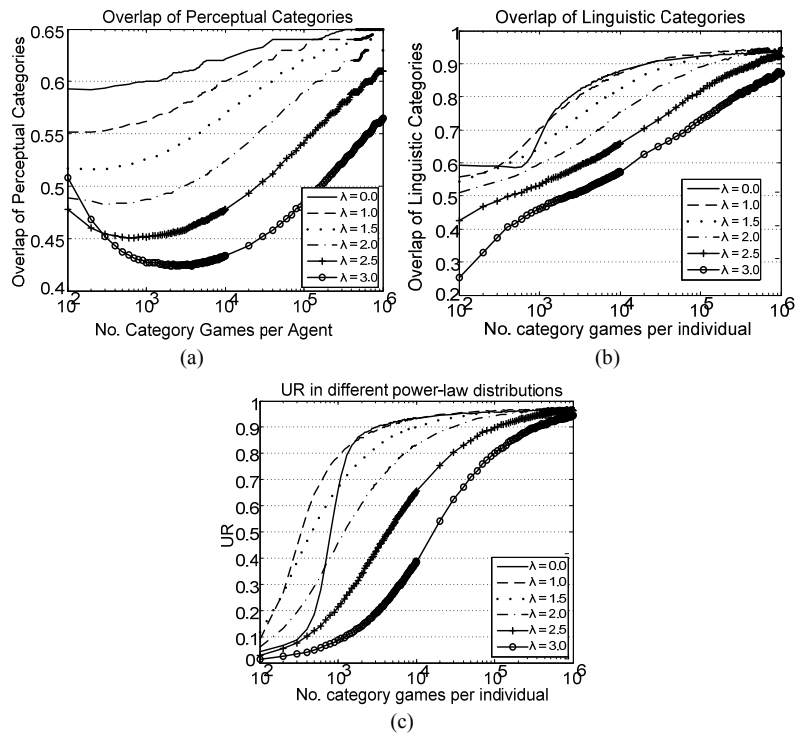 Overlap of Perceptual Categories
Overlap of Perceptual Categories
0.65
0.6
0.55
0.5
0.45
0.4
10^2
10^3
10^4
10^5
10^6
λ = 0.0
λ = 1.0
λ = 1.5
λ = 2.0
λ = 2.5
λ = 3.0
No. Category Games per Agent
(a)
Overlap of Linguistic Categories
Overlap of Linguistic Categories
1
0.9
0.8
0.7
0.6
0.5
0.4
0.3
0.2
10^2
10^3
10^4
10^5
10^6
λ = 0.0
λ = 1.0
λ = 1.5
λ = 2.0
λ = 2.5
λ = 3.0
No. category games per individual
(b)
UR in different power-law distributions
UR
1
0.9
0.8
0.7
0.6
0.5
0.4
0.3
0.2
0.1
0
10^2
10^3
10^4
10^5
10^6
λ = 0.0
λ = 1.0
λ = 1.5
λ = 2.0
λ = 2.5
λ = 3.0
No. category games per individual
(c)